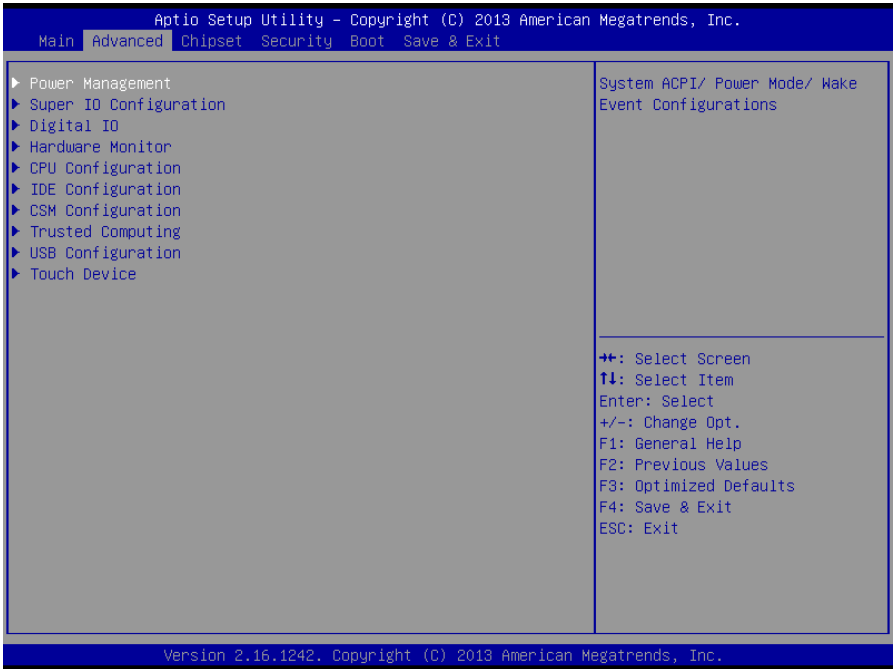 Aptio Setup Utility – Copyright (C) 2013 American Megatrends, Inc.
Main Advanced Chipset Security Boot Save & Exit
Power Management
Super IO Configuration
Digital IO
Hardware Monitor
CPU Configuration
IDE Configuration
CSM Configuration
Trusted Computing
USB Configuration
Touch Device
System ACPI/ Power Mode/ Wake
Event Configurations
→←: Select Screen
↑↓: Select Item
Enter: Select
+/-: Change Opt.
F1: General Help
F2: Previous Values
F3: Optimized Defaults
F4: Save & Exit
ESC: Exit
Version 2.16.1242. Copyright (C) 2013 American Megatrends, Inc.